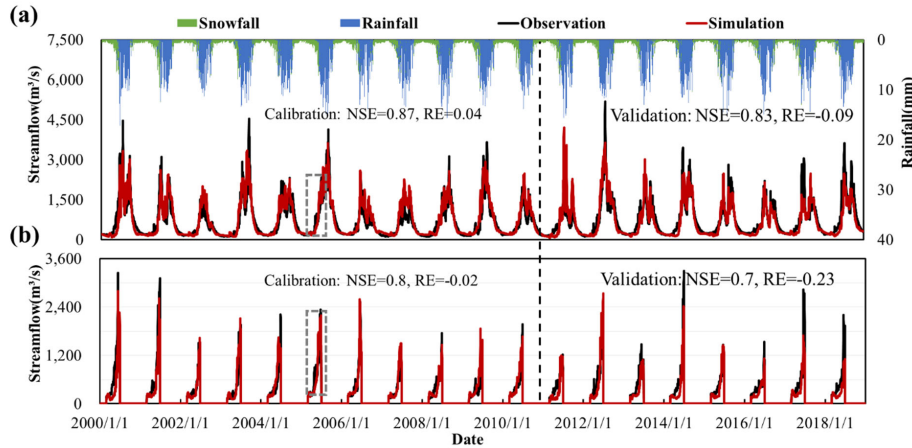 (a)
Snowfall Rainfall Observation Simulation
7,500 0
6,000 10
4,500 20
3,000 30
1,500
0 40
Streamflow(m³/s)
Rainfall(mm)
Calibration: NSE=0.87, RE=0.04
Validation: NSE=0.83, RE=-0.09
(b)
3,600
2,400
1,200
0
Streamflow(m³/s)
Calibration: NSE=0.8, RE=-0.02
Validation: NSE=0.7, RE=-0.23
2000/1/1 2002/1/1 2004/1/1 2006/1/1 2008/1/1 2010/1/1 2012/1/1 2014/1/1 2016/1/1 2018/1/1
Date